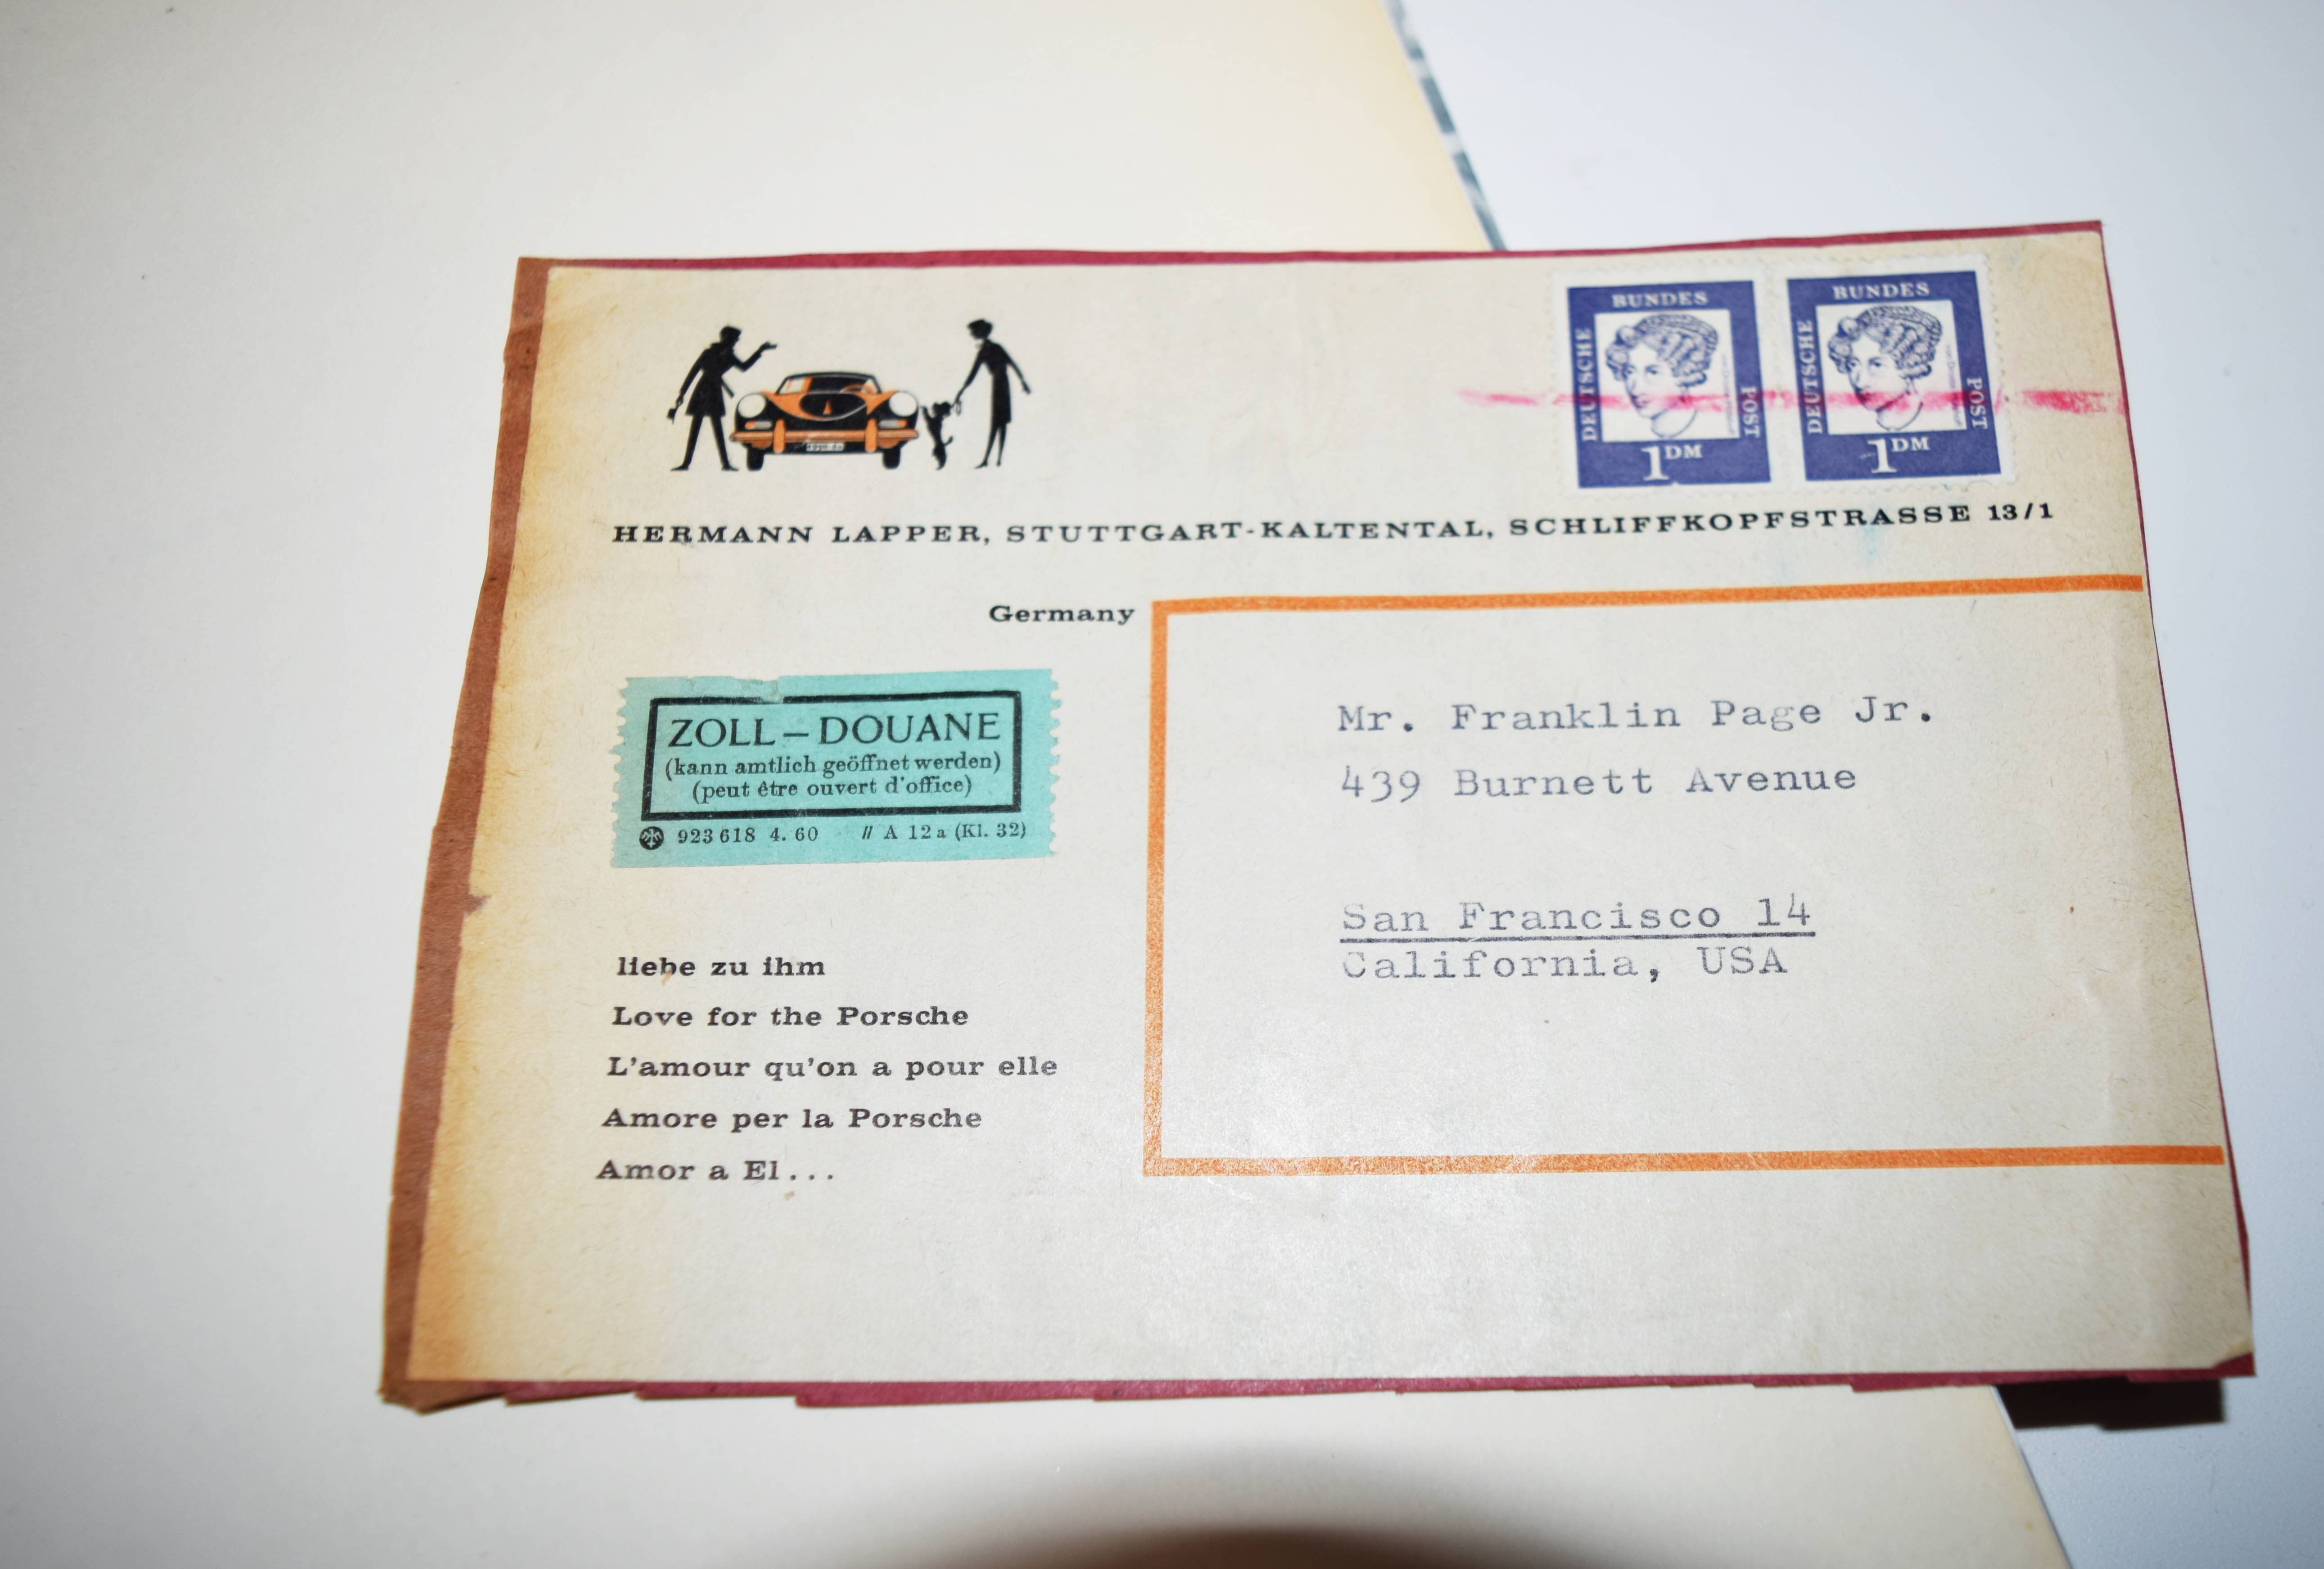 BUNDES
DEUTSCHE
POST
1 DM
BUNDES
DEUTSCHE
POST
1 DM
HERMANN LAPPER, STUTTGART-KALTENTAL, SCHLIFFKOPFSTRASSE 13/1
Germany
ZOLL – DOUANE
(kann amtlich geöffnet werden)
(peut être ouvert d'office)
923 618 4. 60 // A 12 a (Kl. 32)
Mr. Franklin Page Jr.
439 Burnett Avenue
San Francisco 14
California, USA
liebe zu ihm
Love for the Porsche
L'amour qu'on a pour elle
Amore per la Porsche
Amor a El...